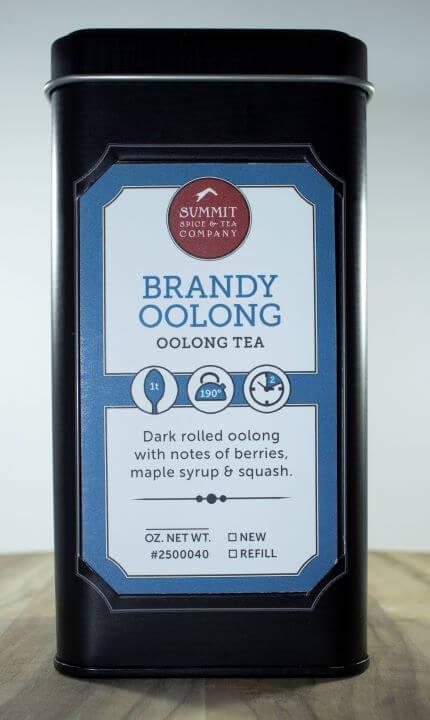 SUMMIT
SPICE & TEA
COMPANY
BRANDY
OOLONG
OOLONG TEA
1t 190° 2
Dark rolled oolong
with notes of berries,
maple syrup & squash.
OZ. NET WT. NEW
#2500040 REFILL